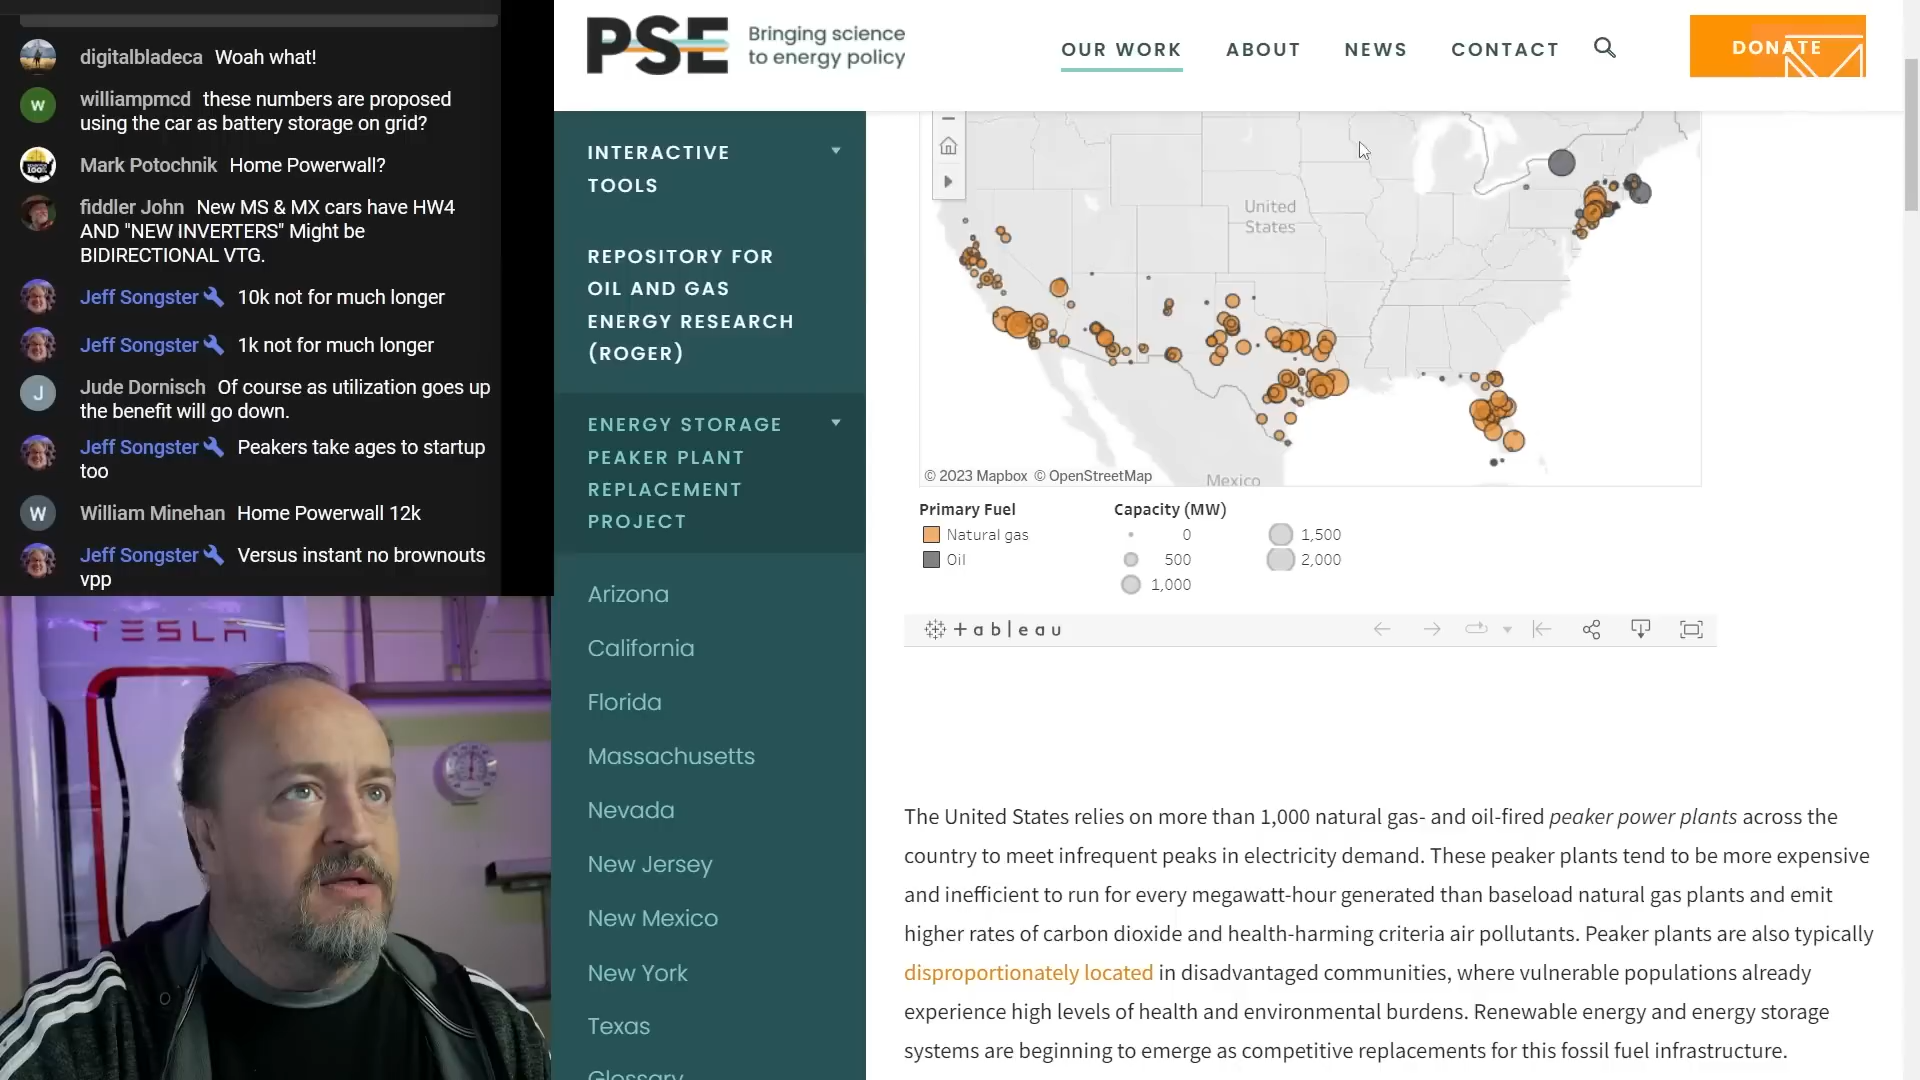 digitalbladeca Woah what!
williampmcd these numbers are proposed
using the car as battery storage on grid?
Mark Potochnik Home Powerwall?
fiddler John New MS & MX cars have HW4
AND "NEW INVERTERS" Might be
BIDIRECTIONAL VTG.
Jeff Songster 10k not for much longer
Jeff Songster 1k not for much longer
Jude Dornisch Of course as utilization goes up
the benefit will go down.
Jeff Songster Peakers take ages to startup
too
William Minehan Home Powerwall 12k
Jeff Songster Versus instant no brownouts
vpp
W
100%
J
W
TESLA
PSE
Bringing science
to energy policy
OUR WORK
ABOUT
NEWS
CONTACT
DONATE
INTERACTIVE
TOOLS
REPOSITORY FOR
OIL AND GAS
ENERGY RESEARCH
(ROGER)
ENERGY STORAGE
PEAKER PLANT
REPLACEMENT
PROJECT
Arizona
California
Florida
Massachusetts
Nevada
New Jersey
New Mexico
New York
Texas
Glossary
United
States
Mexico
© 2023 Mapbox © OpenStreetMap
Primary Fuel
Natural gas
Oil
Capacity (MW)
0
500
1,000
1,500
2,000
+ableau
The United States relies on more than 1,000 natural gas- and oil-fired peaker power plants across the
country to meet infrequent peaks in electricity demand. These peaker plants tend to be more expensive
and inefficient to run for every megawatt-hour generated than baseload natural gas plants and emit
higher rates of carbon dioxide and health-harming criteria air pollutants. Peaker plants are also typically
disproportionately located in disadvantaged communities, where vulnerable populations already
experience high levels of health and environmental burdens. Renewable energy and energy storage
systems are beginning to emerge as competitive replacements for this fossil fuel infrastructure.